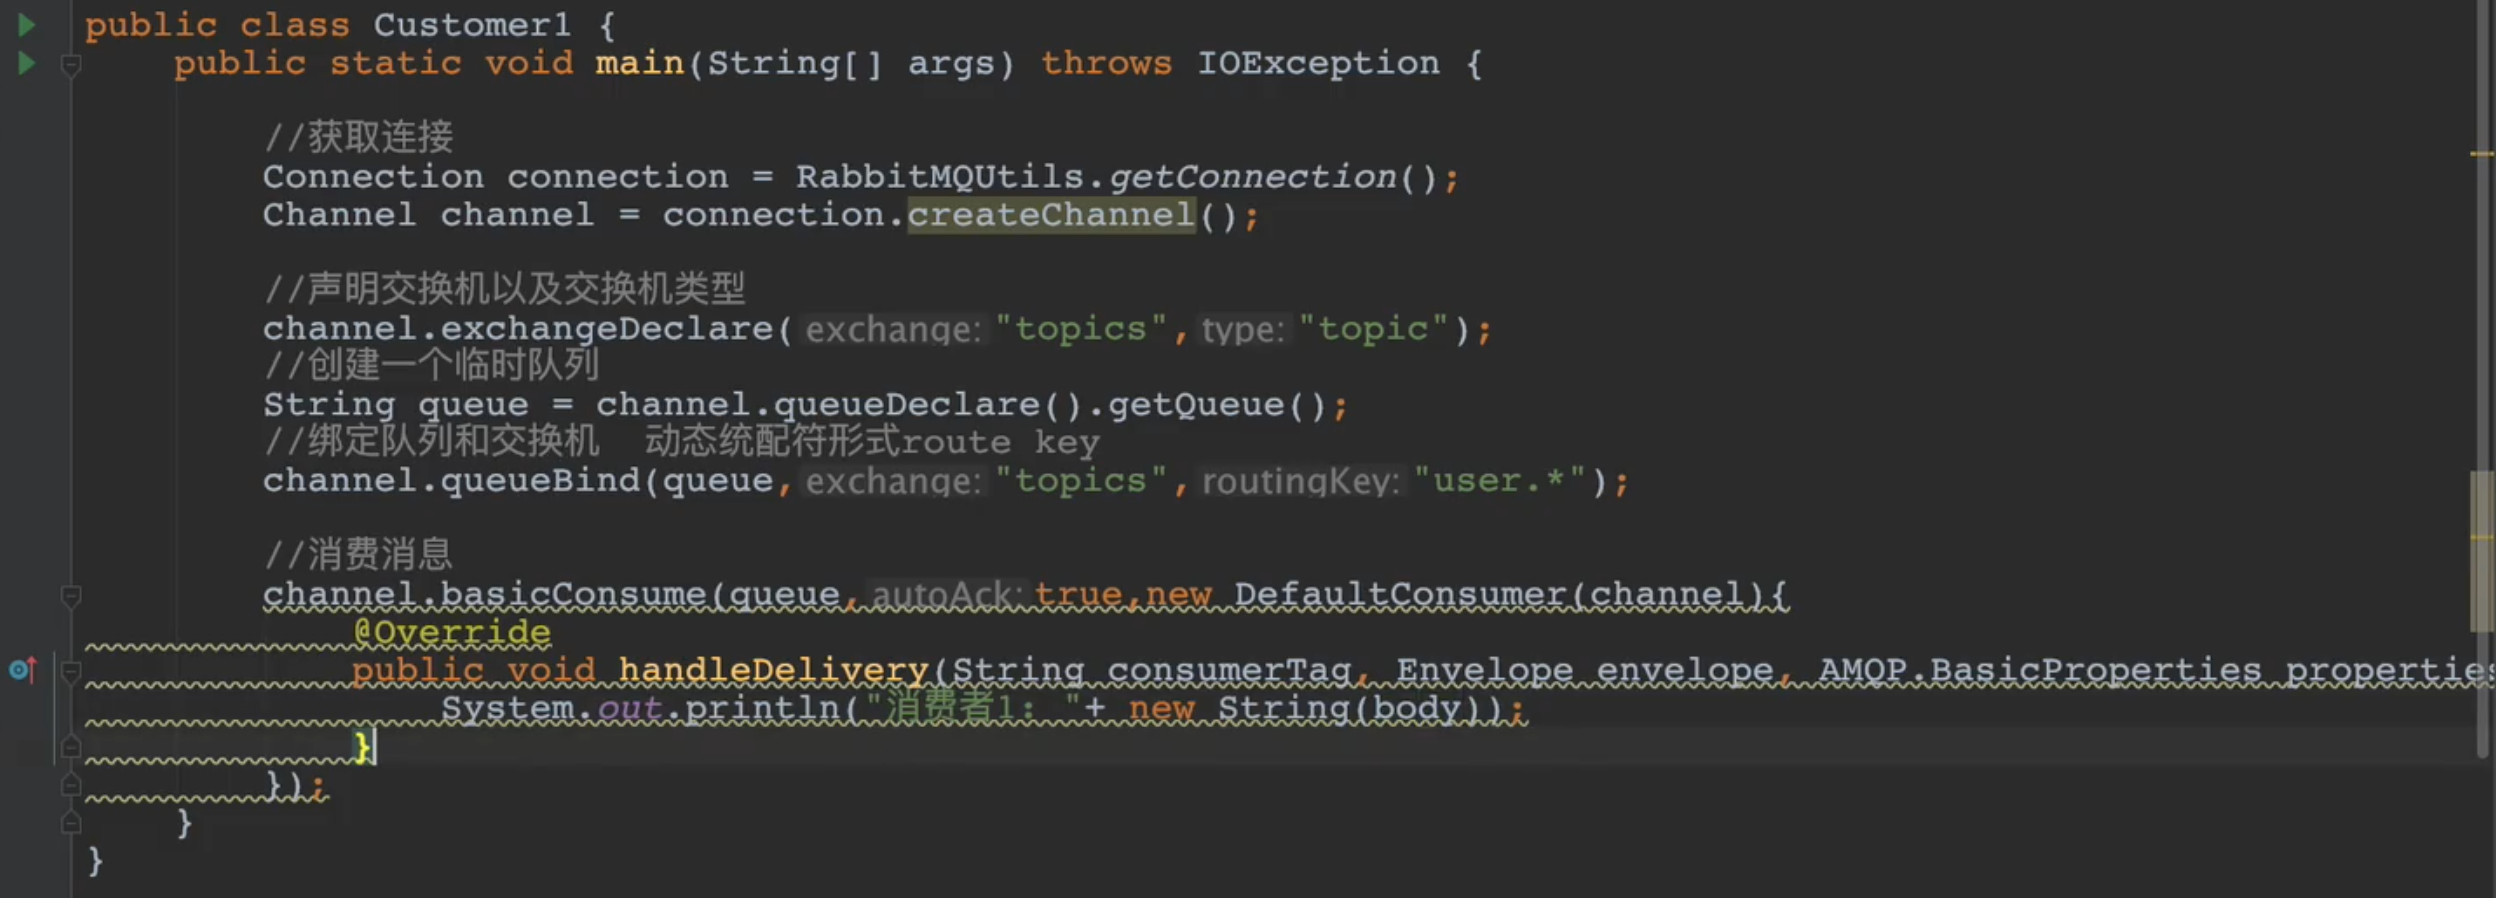 public class Customer1 {
public static void main(String[] args) throws IOException {
//获取连接
Connection connection = RabbitMQUtils.getConnection();
Channel channel = connection.createChannel();
//声明交换机以及交换机类型
channel.exchangeDeclare( exchange: "topics", type: "topic");
//创建一个临时队列
String queue = channel.queueDeclare().getQueue();
//绑定队列和交换机  动态统配符形式route key
channel.queueBind(queue, exchange: "topics", routingKey: "user.*");
//消费消息
channel.basicConsume(queue, autoAck: true,new DefaultConsumer(channel){
@Override
public void handleDelivery(String consumerTag, Envelope envelope, AMQP.BasicProperties properties
System.out.println("消费者1: "+ new String(body));
}
});
}
}